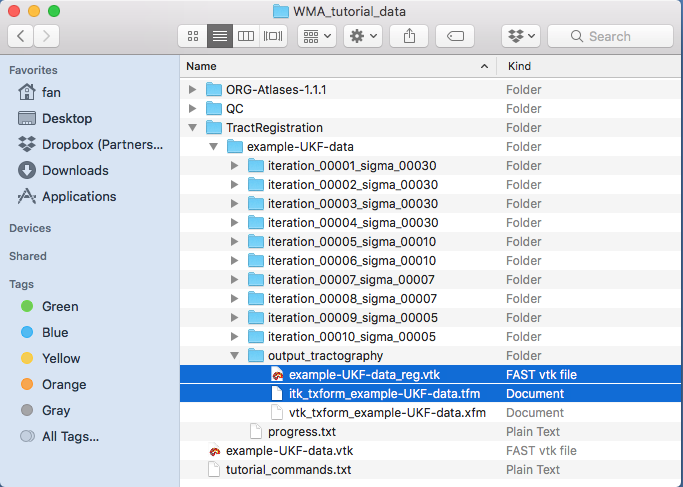 WMA_tutorial_data
Search
Favorites
fan
Desktop
Dropbox (Partners...
Downloads
Applications
Devices
Shared
Tags
Green
Blue
Yellow
Orange
Gray
All Tags...
Name Kind
ORG-Atlases-1.1.1 Folder
QC Folder
TractRegistration Folder
example-UKF-data Folder
iteration_00001_sigma_00030 Folder
iteration_00002_sigma_00030 Folder
iteration_00003_sigma_00030 Folder
iteration_00004_sigma_00030 Folder
iteration_00005_sigma_00010 Folder
iteration_00006_sigma_00010 Folder
iteration_00007_sigma_00007 Folder
iteration_00008_sigma_00007 Folder
iteration_00009_sigma_00005 Folder
iteration_00010_sigma_00005 Folder
output_tractography Folder
example-UKF-data_reg.vtk FAST vtk file
itk_txform_example-UKF-data.tfm Document
vtk_txform_example-UKF-data.xfm Document
progress.txt Plain Text
example-UKF-data.vtk FAST vtk file
tutorial_commands.txt Plain Text